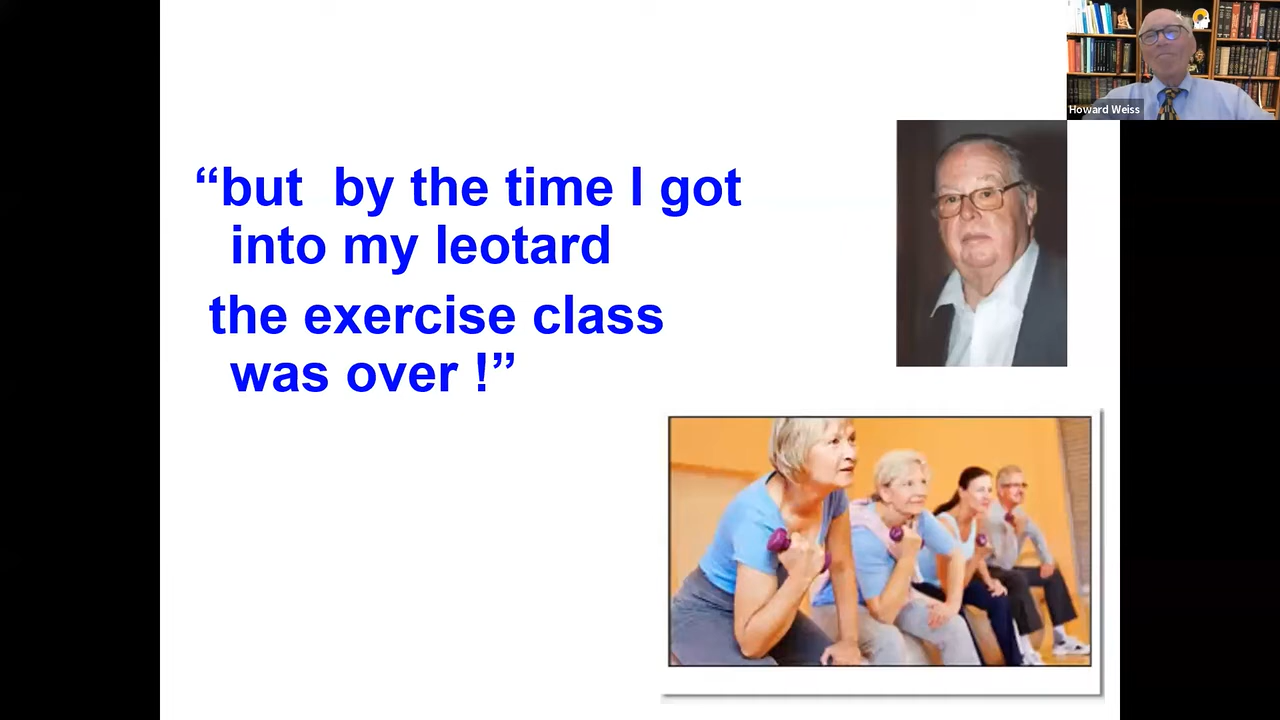 Howard Weiss
“but by the time I got
into my leotard
the exercise class
was over !”